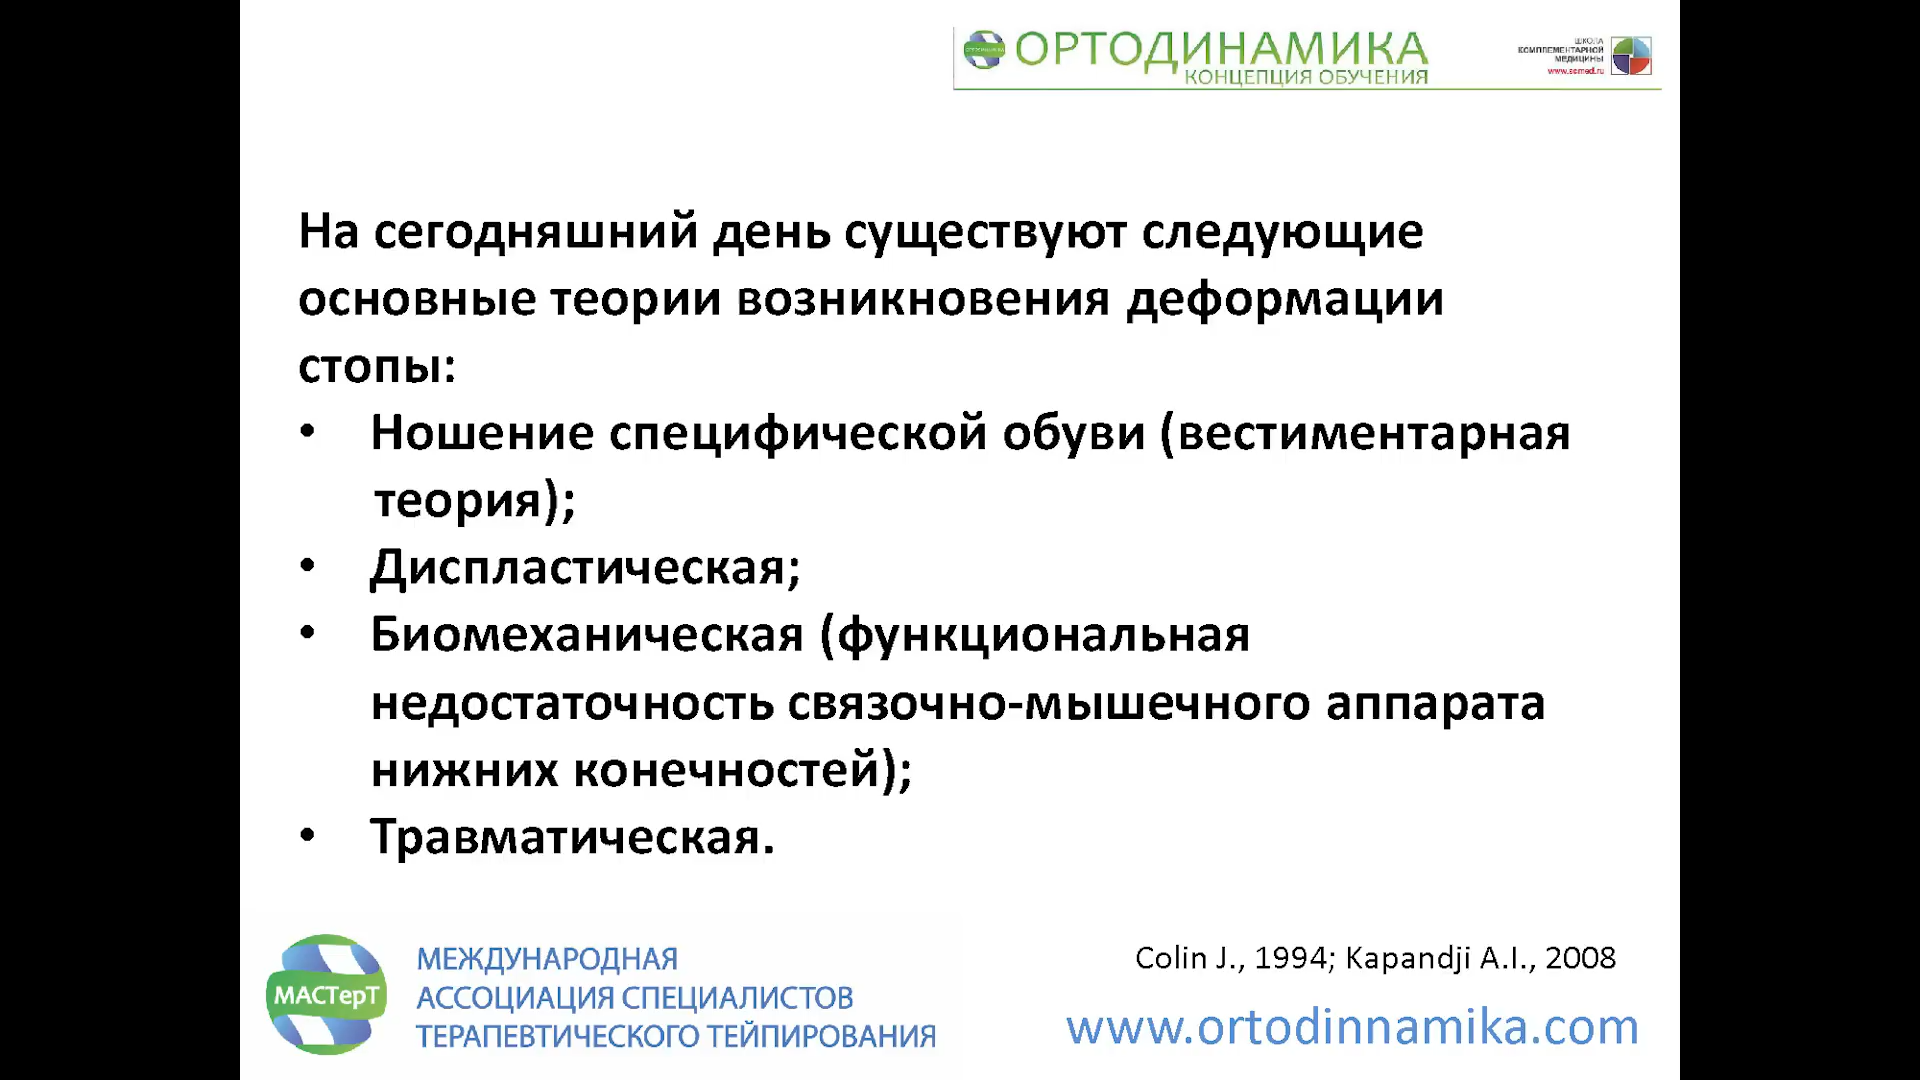 ОРТОДИНАМИКА
КОНЦЕПЦИЯ ОБУЧЕНИЯ
ШКОЛА
КОМПЛЕМЕНТАРНОЙ
МЕДИЦИНЫ
www.scmed.ru
На сегодняшний день существуют следующие
основные теории возникновения деформации
стопы:
• Ношение специфической обуви (вестиментарная
теория);
• Диспластическая;
• Биомеханическая (функциональная
недостаточность связочно-мышечного аппарата
нижних конечностей);
• Травматическая.
МАСТерТ
МЕЖДУНАРОДНАЯ
АССОЦИАЦИЯ СПЕЦИАЛИСТОВ
ТЕРАПЕВТИЧЕСКОГО ТЕЙПИРОВАНИЯ
Colin J., 1994; Kapandji A.I., 2008
www.ortodinnamika.com